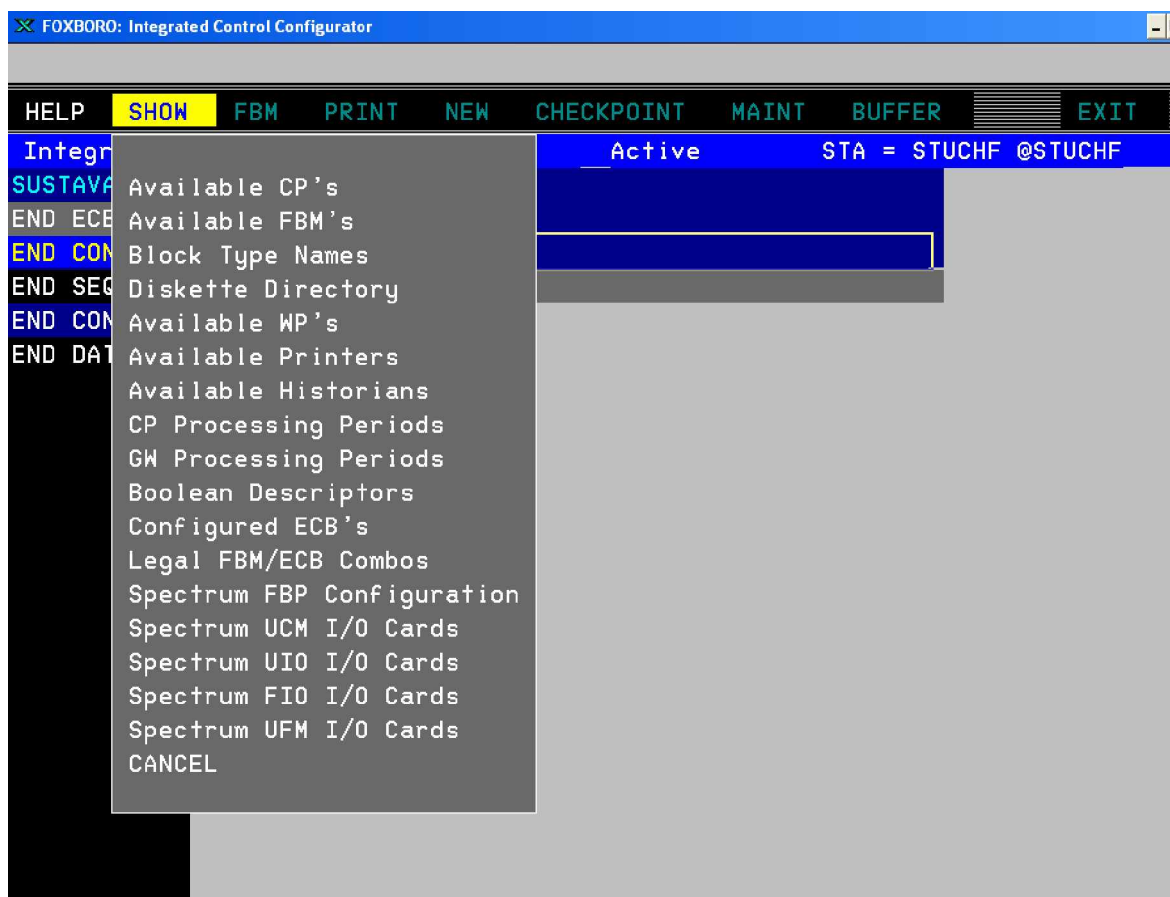 FOXBORO: Integrated Control Configurator
HELP SHOW FBM PRINT NEW CHECKPOINT MAINT BUFFER EXIT
Integr __Active STA = STUCHF @STUCHF
SUSTAVA
END ECB
END CON
END SEQ
END CON
END DAT
Available CP's
Available FBM's
Block Type Names
Diskette Directory
Available WP's
Available Printers
Available Historians
CP Processing Periods
GW Processing Periods
Boolean Descriptors
Configured ECB's
Legal FBM/ECB Combos
Spectrum FBP Configuration
Spectrum UCM I/O Cards
Spectrum UIO I/O Cards
Spectrum FIO I/O Cards
Spectrum UFM I/O Cards
CANCEL